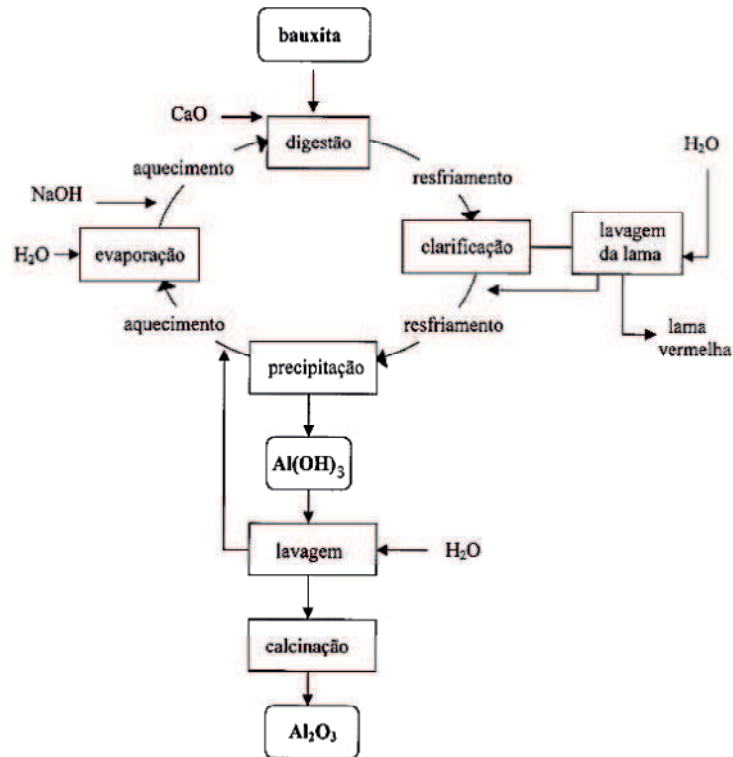 bauxita
CaO
digestão
aquecimento
resfriamento
H₂O
NaOH
H₂O
evaporação
clarificação
lavagem
da lama
aquecimento
resfriamento
lama
vermelha
precipitação
Al(OH)₃
lavagem
H₂O
calcinação
Al₂O₃